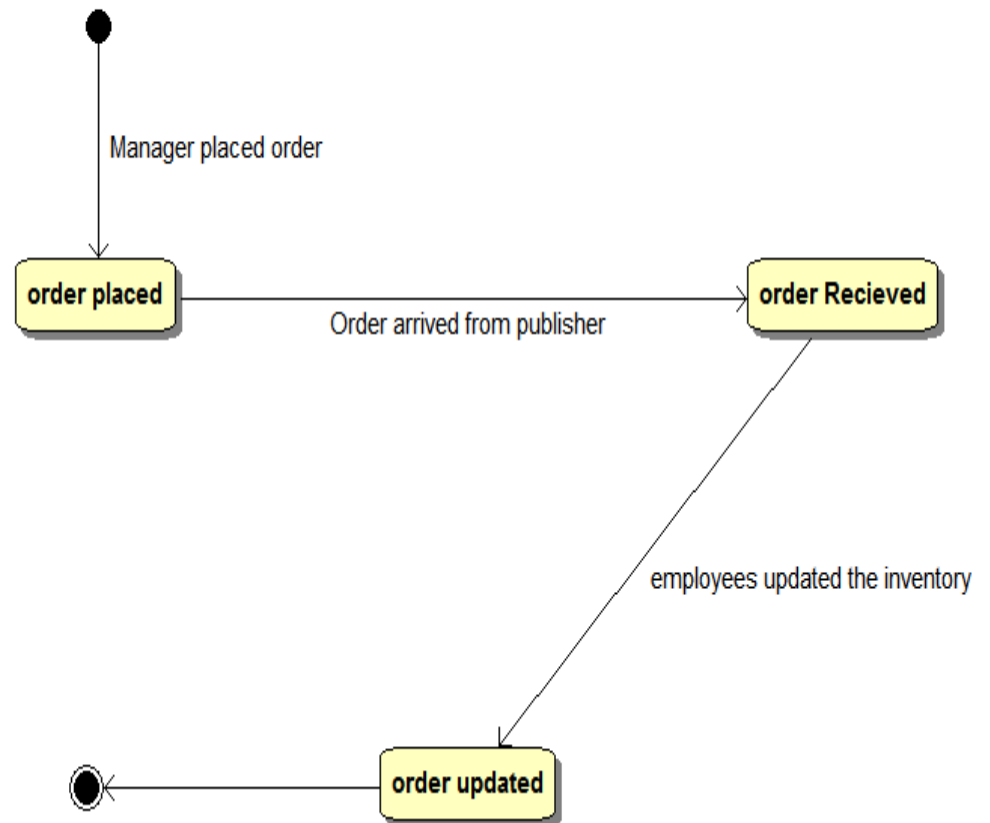 Manager placed order
order placed
order Recieved
Order arrived from publisher
employees updated the inventory
order updated